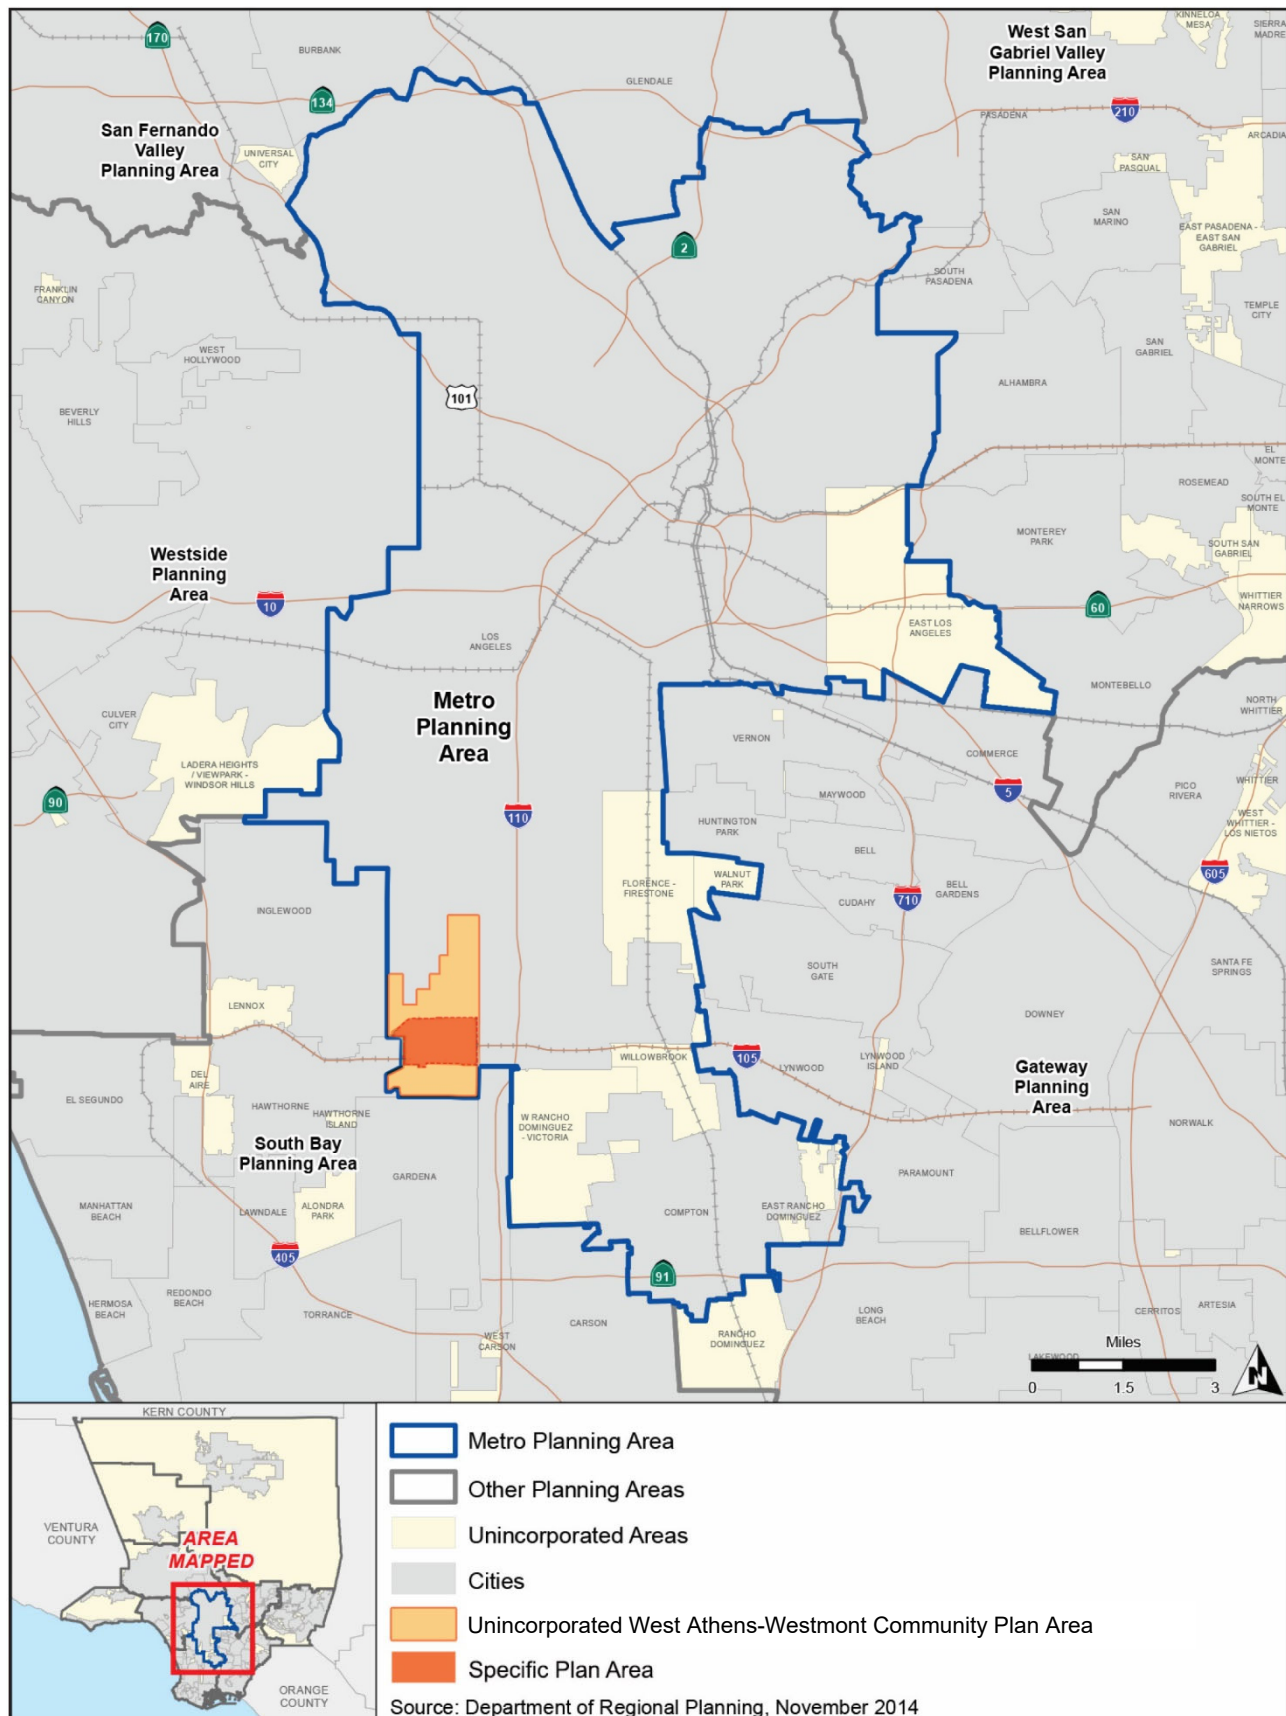 170
BURBANK
West San
Gabriel Valley
Planning Area
KINNELOA
MESA
SIERRA
MADRE
134
GLENDALE
210
PASADENA
ARCADIA
San Fernando
Valley
Planning Area
UNIVERSAL
CITY
SAN
PASQUAL
SAN
MARINO
EAST PASADENA -
EAST SAN
GABRIEL
2
SOUTH
PASADENA
FRANKLIN
CANYON
TEMPLE
CITY
WEST
HOLLYWOOD
SAN
GABRIEL
ALHAMBRA
101
BEVERLY
HILLS
EL
MONTE
ROSEMEAD
SOUTH EL
MONTE
MONTEREY
PARK
SOUTH SAN
GABRIEL
Westside
Planning
Area
10
WHITTIER
NARROWS
60
LOS
ANGELES
EAST LOS
ANGELES
MONTEBELLO
NORTH
WHITTIER
Metro
Planning
Area
CULVER
CITY
VERNON
COMMERCE
LADERA HEIGHTS
/ VIEWPARK -
WINDSOR HILLS
90
5
PICO
RIVERA
WHITTIER
MAYWOOD
110
HUNTINGTON
PARK
WEST
WHITTIER -
LOS NIETOS
BELL
605
WALNUT
PARK
FLORENCE -
FIRESTONE
BELL
GARDENS
CUDAHY
710
INGLEWOOD
SOUTH
GATE
SANTA FE
SPRINGS
LENNOX
DOWNEY
WILLOWBROOK
105
LYNWOOD
LYNWOOD
ISLAND
Gateway
Planning
Area
DEL
AIRE
EL SEGUNDO
HAWTHORNE
HAWTHORNE
ISLAND
W RANCHO
DOMINGUEZ
- VICTORIA
NORWALK
South Bay
Planning Area
GARDENA
PARAMOUNT
MANHATTAN
BEACH
LAWNDALE
ALONDRA
PARK
COMPTON
EAST RANCHO
DOMINGUEZ
BELLFLOWER
405
91
REDONDO
BEACH
HERMOSA
BEACH
TORRANCE
CARSON
WEST
CARSON
RANCHO
DOMINGUEZ
LONG
BEACH
CERRITOS
ARTESIA
LAKEWOOD
Miles
0 1.5 3
N
KERN COUNTY
VENTURA
COUNTY
AREA
MAPPED
ORANGE
COUNTY
Metro Planning Area
Other Planning Areas
Unincorporated Areas
Cities
Unincorporated West Athens-Westmont Community Plan Area
Specific Plan Area
Source: Department of Regional Planning, November 2014